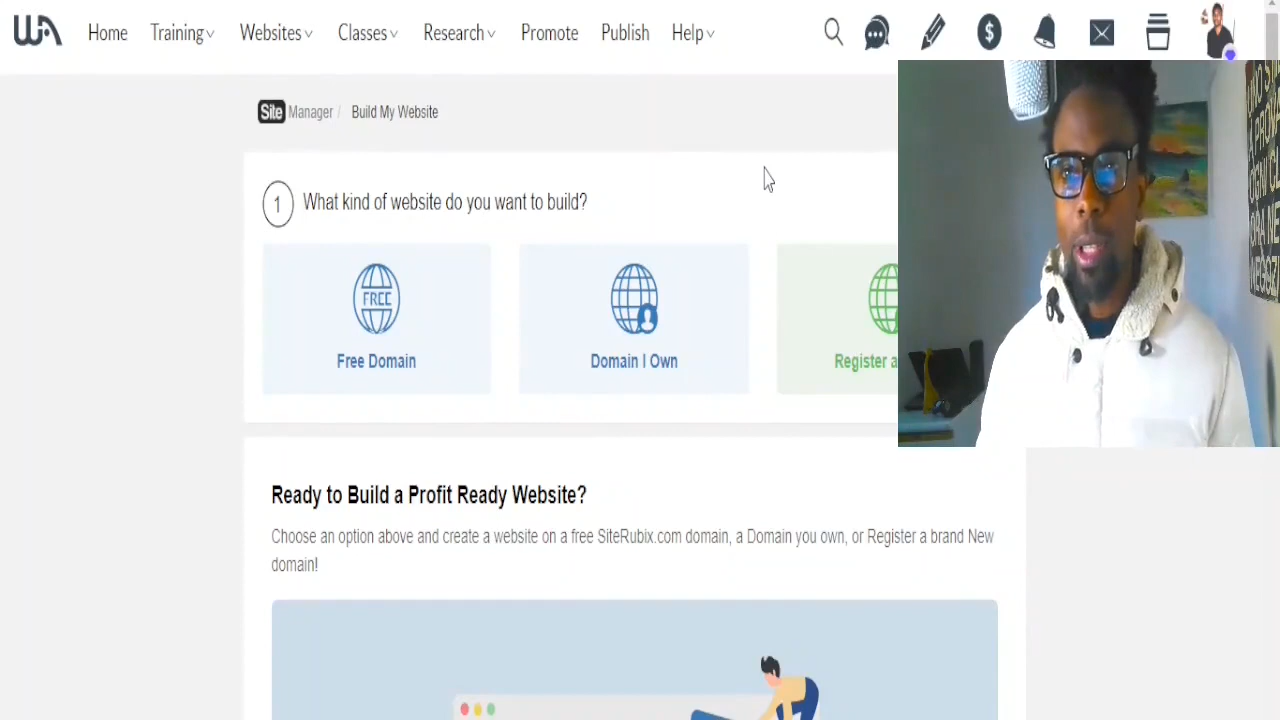 WA Home Training Websites Classes Research Promote Publish Help
Site Manager / Build My Website
1 What kind of website do you want to build?
FREE
Free Domain
Domain I Own
Register a
Ready to Build a Profit Ready Website?
Choose an option above and create a website on a free SiteRubix.com domain, a Domain you own, or Register a brand New
domain!